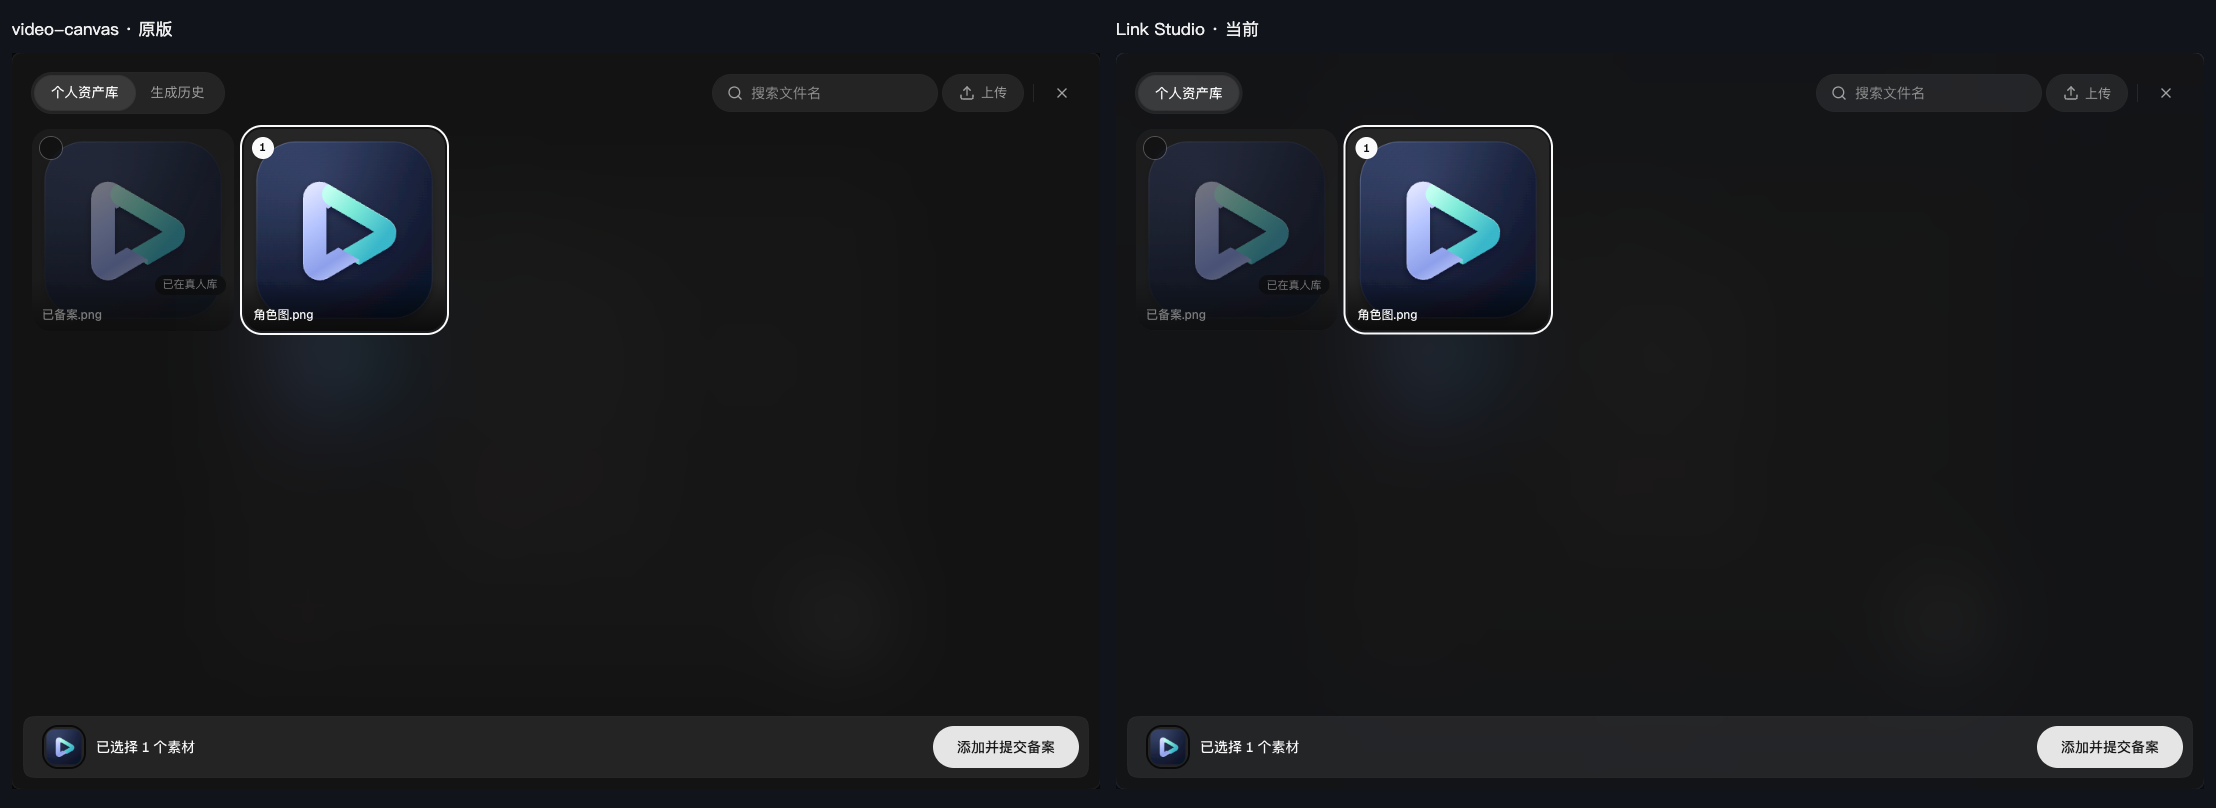 video-canvas · 原版
个人资产库 生成历史
搜索文件名
上传
1
已在真人库
已备案.png
角色图.png
已选择 1 个素材
添加并提交备案
Link Studio · 当前
个人资产库
搜索文件名
上传
1
已在真人库
已备案.png
角色图.png
已选择 1 个素材
添加并提交备案